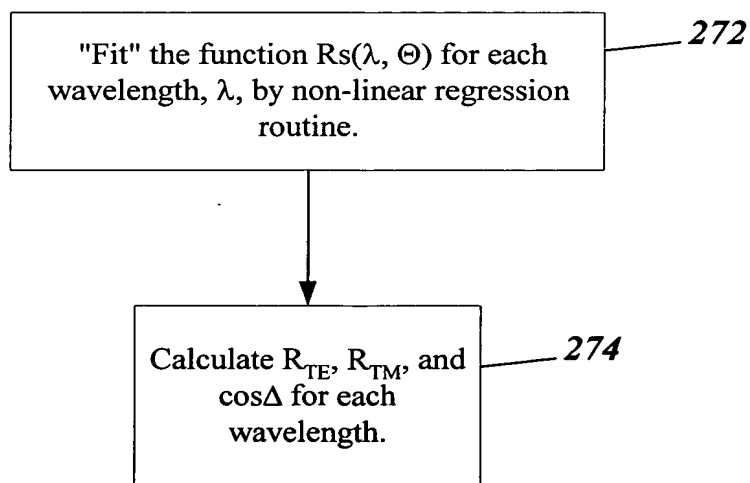 "Fit" the function Rs(λ, Θ) for each
wavelength, λ, by non-linear regression
routine.
272
Calculate R_TE, R_TM, and
cosΔ for each
wavelength.
274